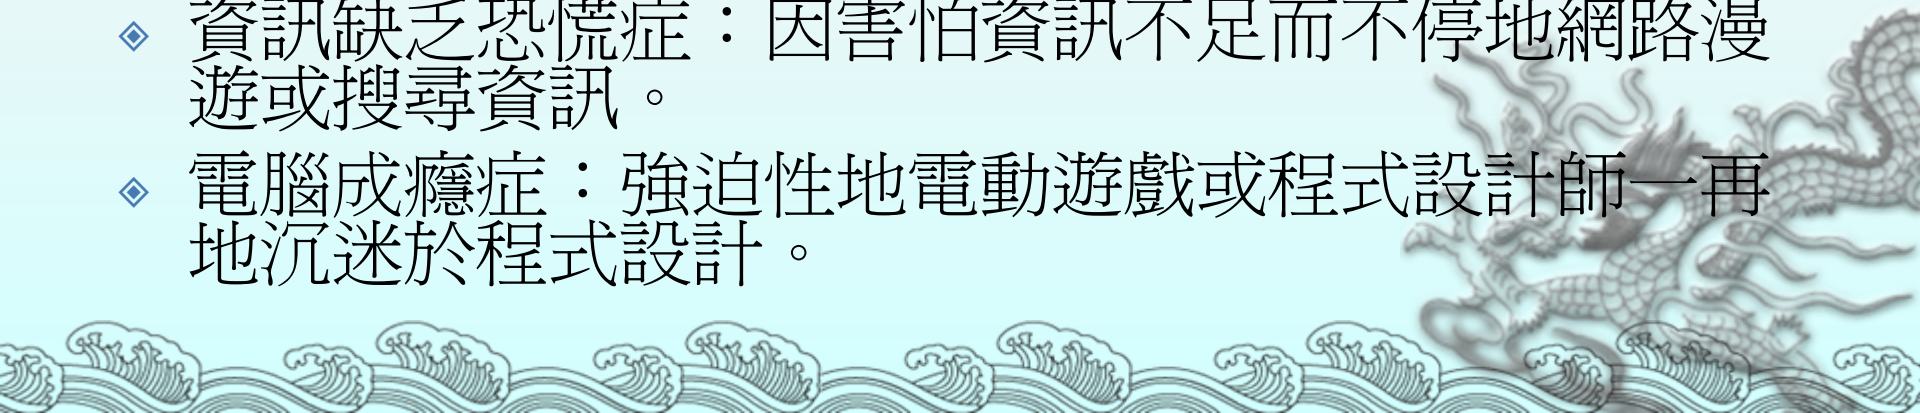 資訊缺乏恐慌症：因害怕資訊不足而不停地網路漫
遊或搜尋資訊。
電腦成癮症：強迫性地電動遊戲或程式設計師一再
地沉迷於程式設計。